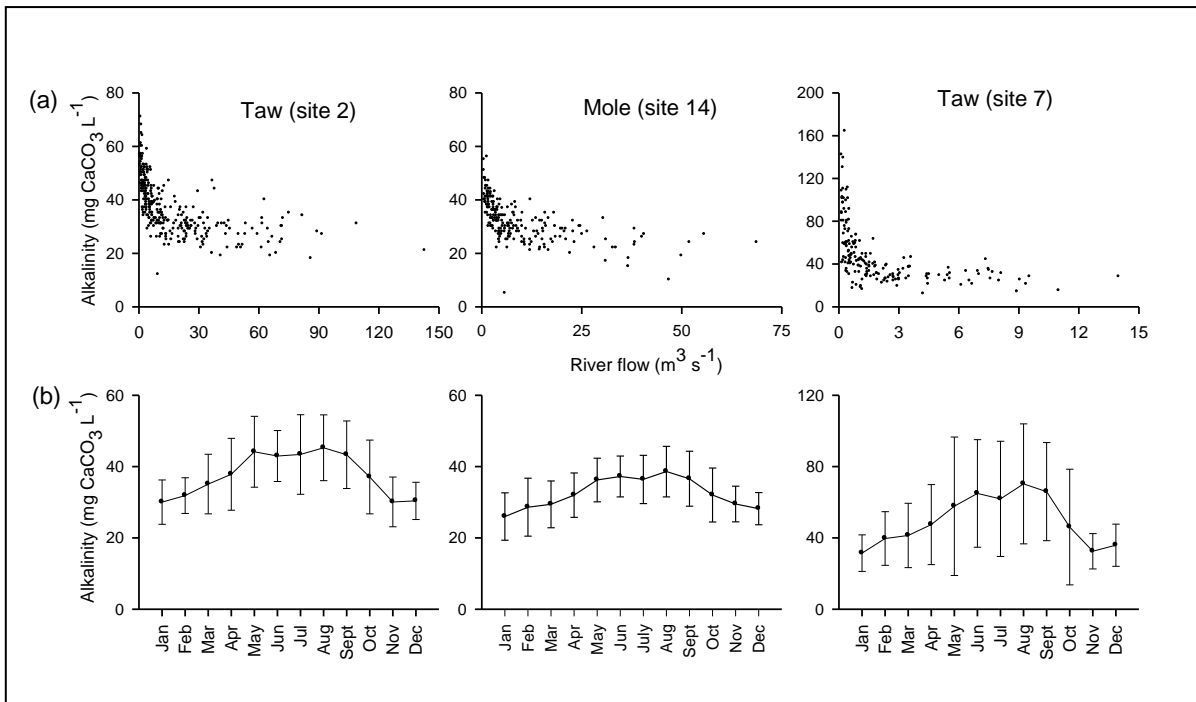 (a)
Alkalinity (mg CaCO3 L-1)
Taw (site 2)
80
60
40
20
0
0 30 60 90 120 150
Mole (site 14)
80
60
40
20
0
0 25 50 75
Taw (site 7)
200
160
120
80
40
0
0 3 6 9 12 15
River flow (m3 s-1)
(b)
Alkalinity (mg CaCO3 L-1)
60
40
20
0
Jan Feb Mar Apr May Jun Jul Aug Sept Oct Nov Dec
60
40
20
0
Jan Feb Mar Apr May Jun July Aug Sep Oct Nov Dec
120
80
40
0
Jan Feb Mar Apr May Jun Jul Aug Sep Oct Nov Dec